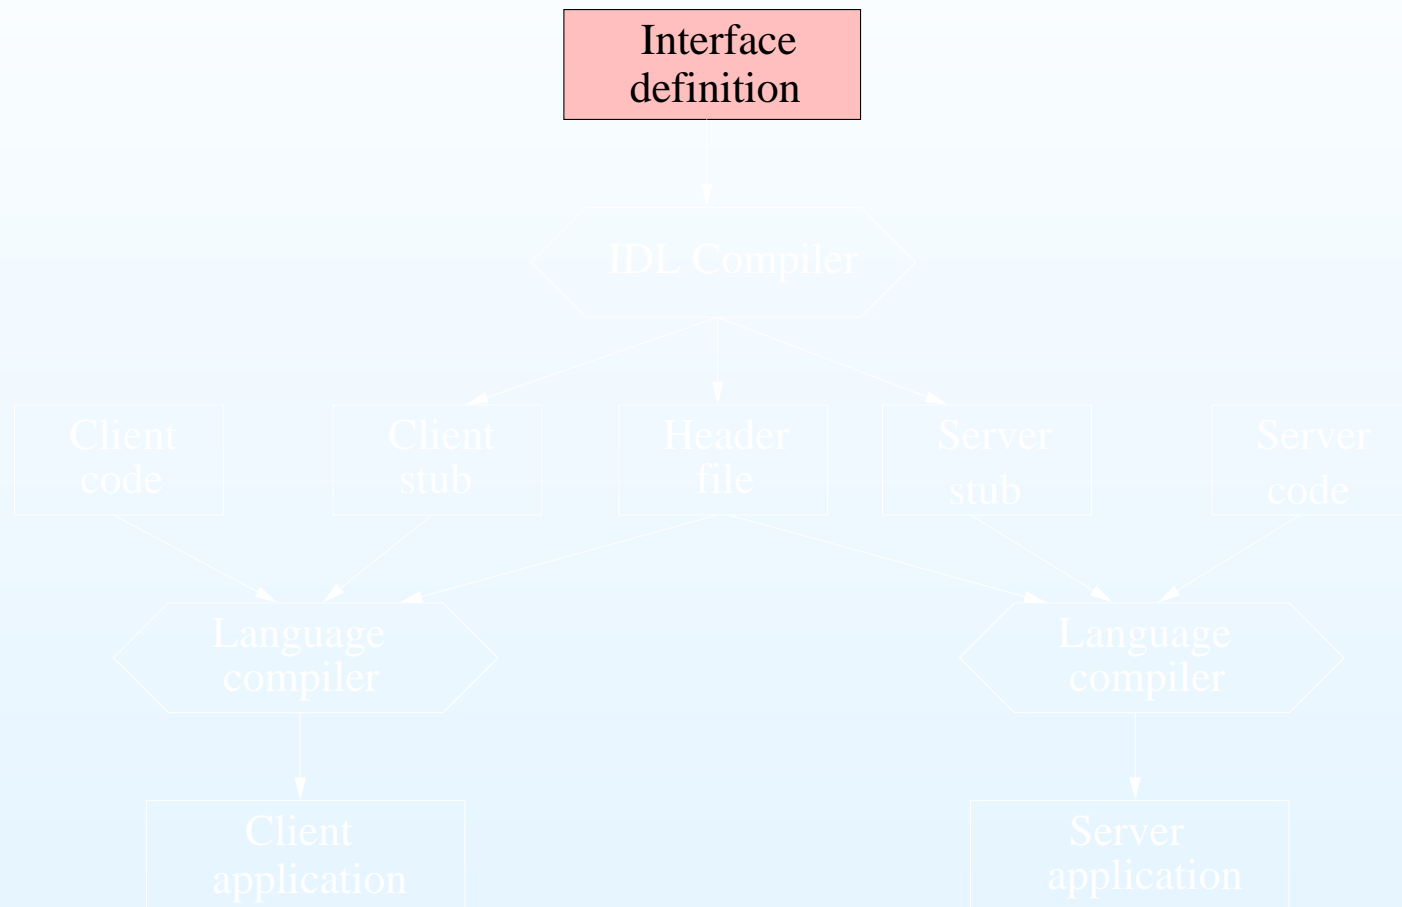 Interface
definition
IDL Compiler
Client
code
Client
stub
Header
file
Server
stub
Server
code
Language
compiler
Language
compiler
Client
application
Server
application